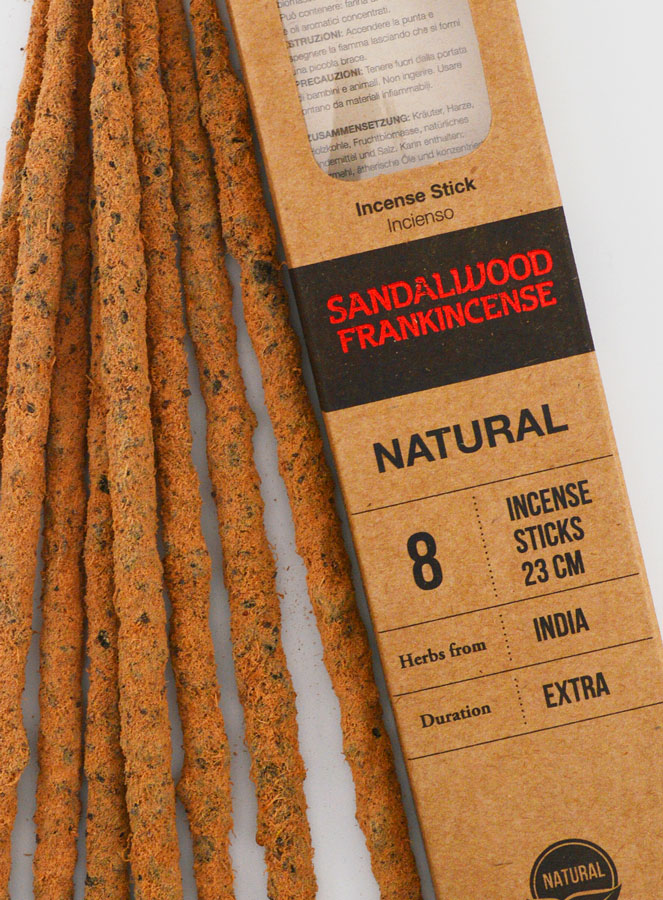 Può contenere: farina
e oli aromatici concentrati.
ISTRUZIONI: Accendere la punta e
spegnere la fiamma lasciando che si formi
una piccola brace.
PRECAUZIONI: Tenere fuori dalla portata
di bambini e animali. Non ingerire. Usare
lontano da materiali infiammabili.
ZUSAMMENSETZUNG: Kräuter, Harze,
Holzkohle, Fruchtbiomasse, natürliches
und Salz. Kann enthalten:
ätherische Öle und
Incense Stick
Incienso
SANDALWOOD
FRANKINCENSE
NATURAL
8
INCENSE
STICKS
23 CM
Herbs from
INDIA
Duration
EXTRA
NATURAL